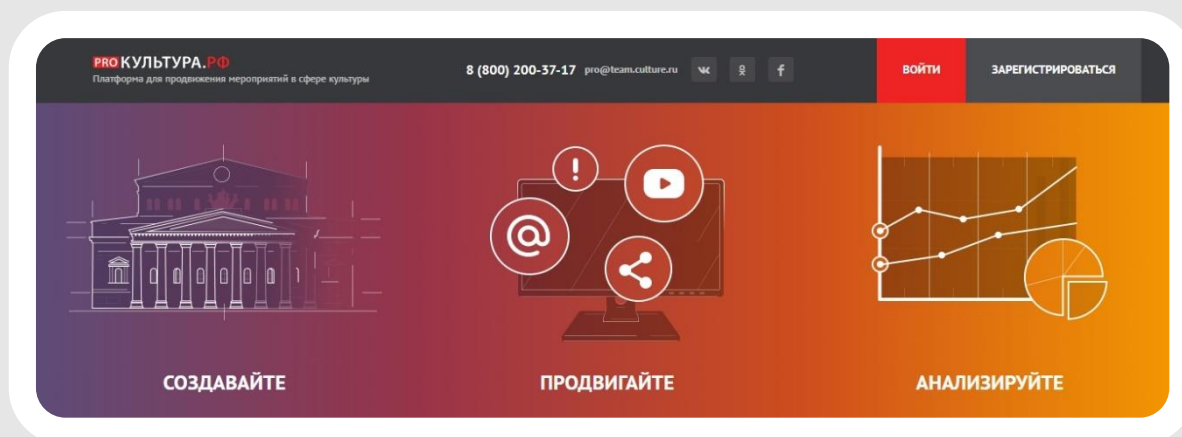 PRO КУЛЬТУРА.РФ
Платформа для продвижения мероприятий в сфере культуры
8 (800) 200-37-17 pro@team.culture.ru
ВОЙТИ
ЗАРЕГИСТРИРОВАТЬСЯ
СОЗДАВАЙТЕ
ПРОДВИГАЙТЕ
АНАЛИЗИРУЙТЕ